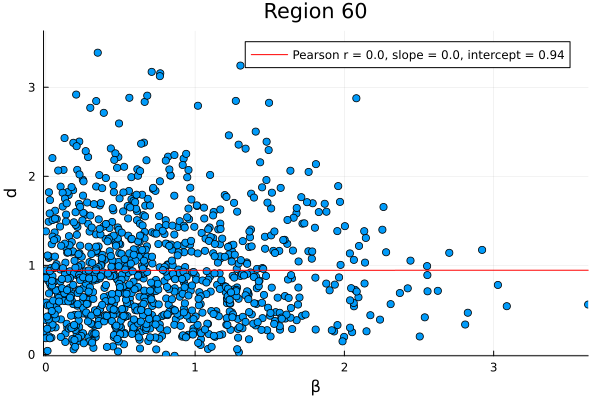 Region 60
Pearson r = 0.0, slope = 0.0, intercept = 0.94
3
2
1
0
d
0 1 2 3
β